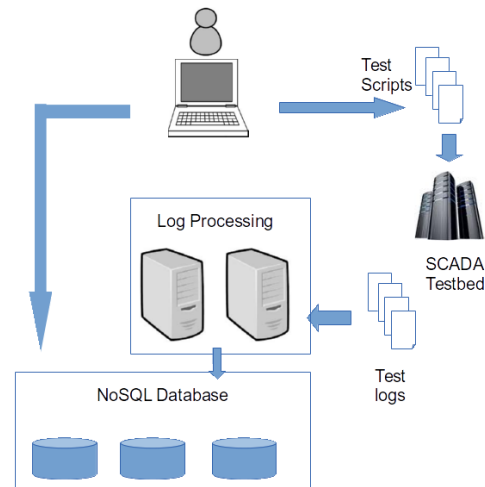 Test
Scripts
Log Processing
SCADA
Testbed
Test
logs
NoSQL Database